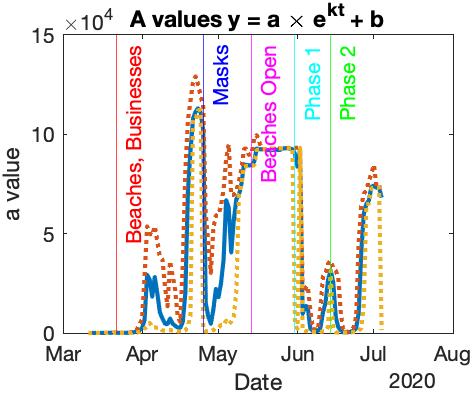 A values y = a × e^kt + b
×10^4
15
10
5
0
a value
Beaches, Businesses
Masks
Beaches Open
Phase 1
Phase 2
Mar Apr May Jun Jul Aug
Date
2020